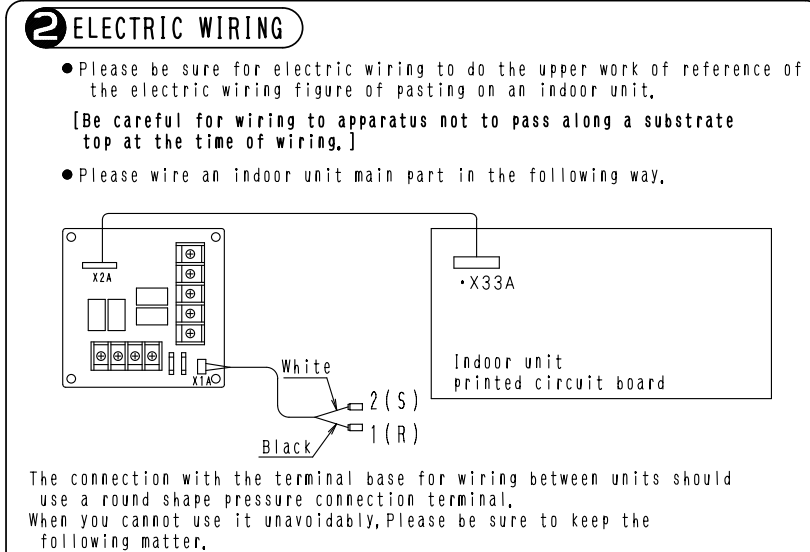 2 ELECTRIC WIRING
●Please be sure for electric wiring to do the upper work of reference of
the electric wiring figure of pasting on an indoor unit.
[Be careful for wiring to apparatus not to pass along a substrate
top at the time of wiring.]
●Please wire an indoor unit main part in the following way.
X2A
•X33A
X1A
White
Indoor unit
printed circuit board
2(S)
1(R)
Black
The connection with the terminal base for wiring between units should
use a round shape pressure connection terminal.
When you cannot use it unavoidably,Please be sure to keep the
following matter.